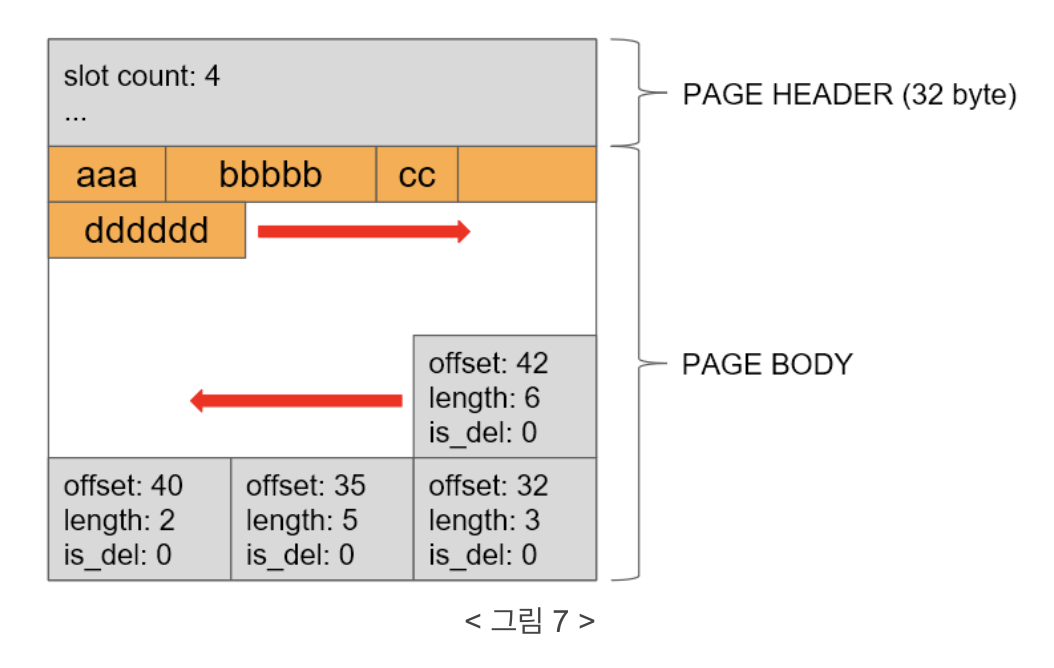 slot count: 4
...
PAGE HEADER (32 byte)
aaa bbbbb cc
dddddd
PAGE BODY
offset: 42
length: 6
is_del: 0
offset: 40
length: 2
is_del: 0
offset: 35
length: 5
is_del: 0
offset: 32
length: 3
is_del: 0
< 그림 7 >